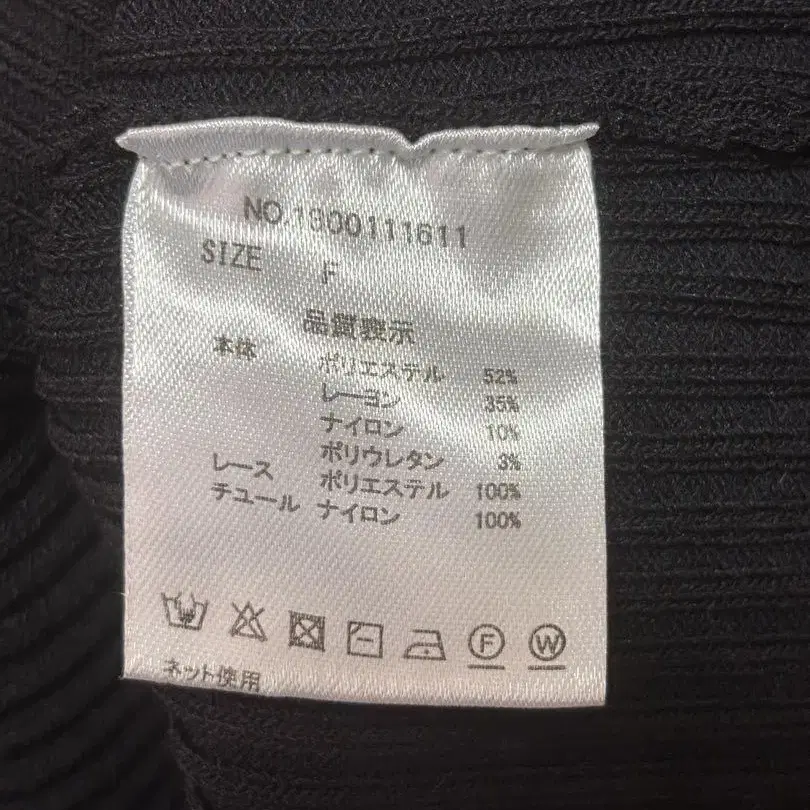 NO.1900111611
SIZE F
品質表示
本体 ポリエステル 52%
レーヨン 35%
ナイロン 10%
ポリウレタン 3%
レース ポリエステル 100%
チュール ナイロン 100%
F W
ネット使用